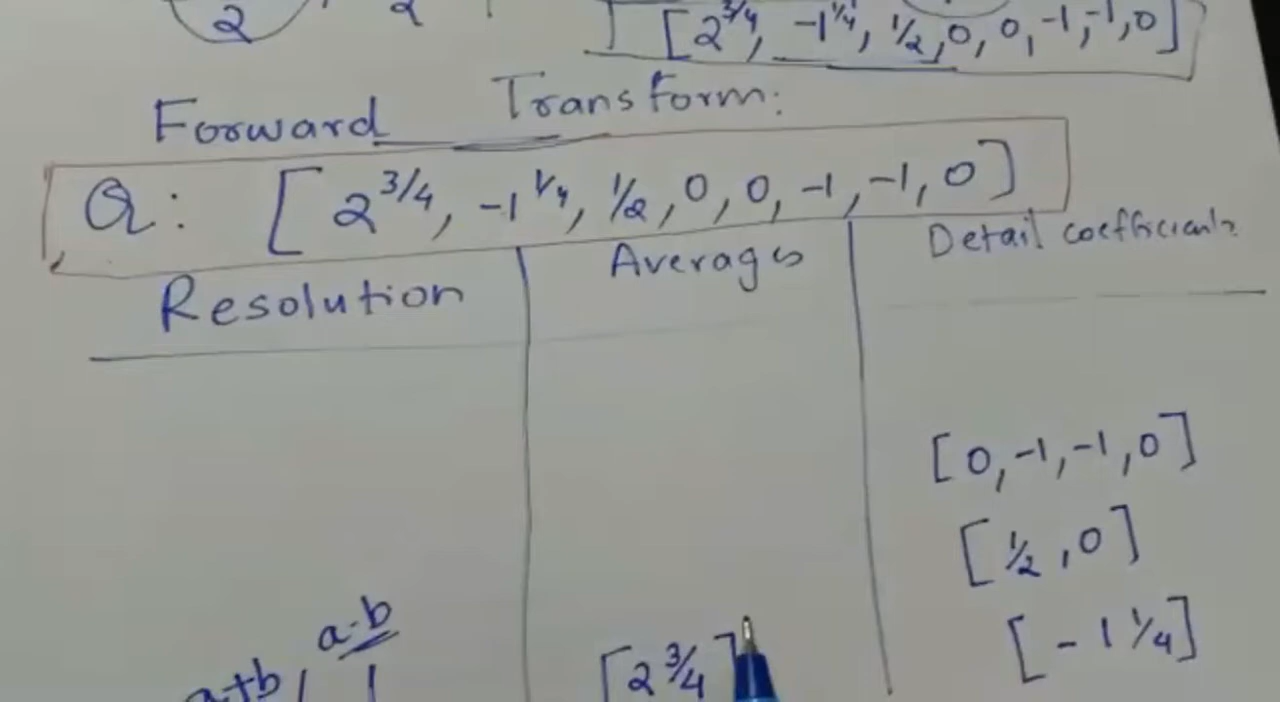 2 , 2
[2 3/4, -1 1/4, 1/2, 0, 0, -1, -1, 0]
Forward Transform:
Q: [2 3/4, -1 1/4, 1/2, 0, 0, -1, -1, 0]
Resolution Averages Detail coefficients
[0, -1, -1, 0]
[1/2, 0]
[-1 1/4]
[2 3/4]
a+b, a-b